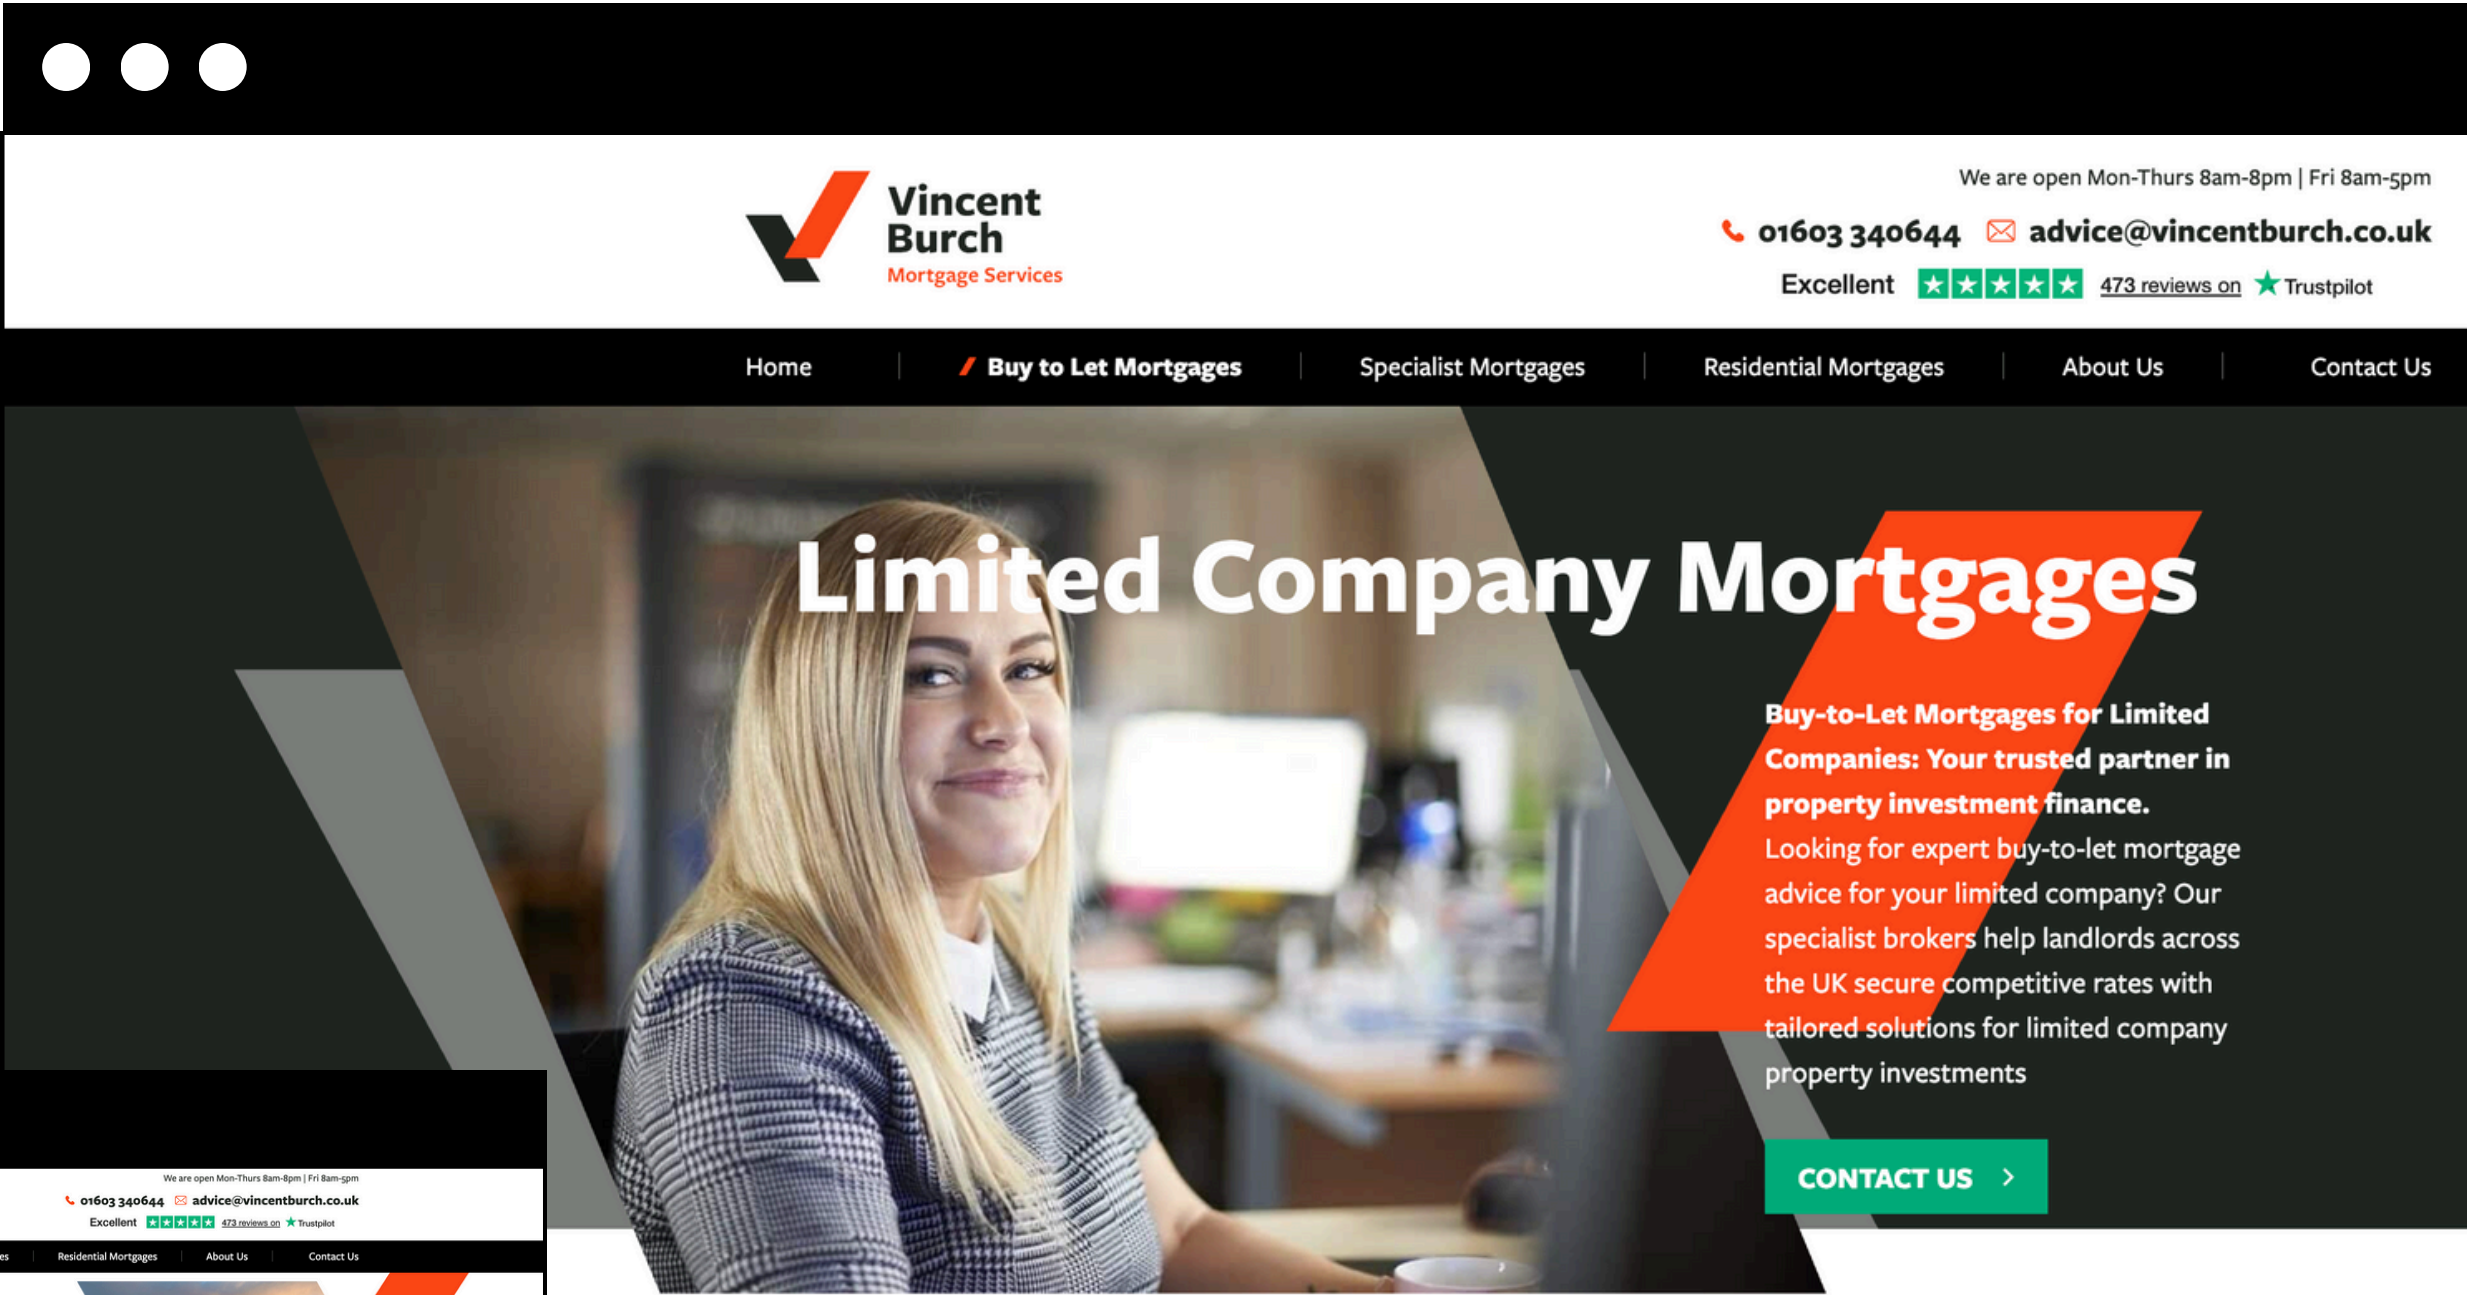 Vincent
Burch
Mortgage Services
We are open Mon-Thurs 8am-8pm | Fri 8am-5pm
01603 340644 advice@vincentburch.co.uk
Excellent 473 reviews on Trustpilot
Home | Buy to Let Mortgages | Specialist Mortgages | Residential Mortgages | About Us | Contact Us
Limited Company Mortgages
Buy-to-Let Mortgages for Limited
Companies: Your trusted partner in
property investment finance.
Looking for expert buy-to-let mortgage
advice for your limited company? Our
specialist brokers help landlords across
the UK secure competitive rates with
tailored solutions for limited company
property investments
CONTACT US >
We are open Mon-Thurs 8am-8pm | Fri 8am-5pm
01603 340644 advice@vincentburch.co.uk
Excellent 473 reviews on Trustpilot
es | Residential Mortgages | About Us | Contact Us